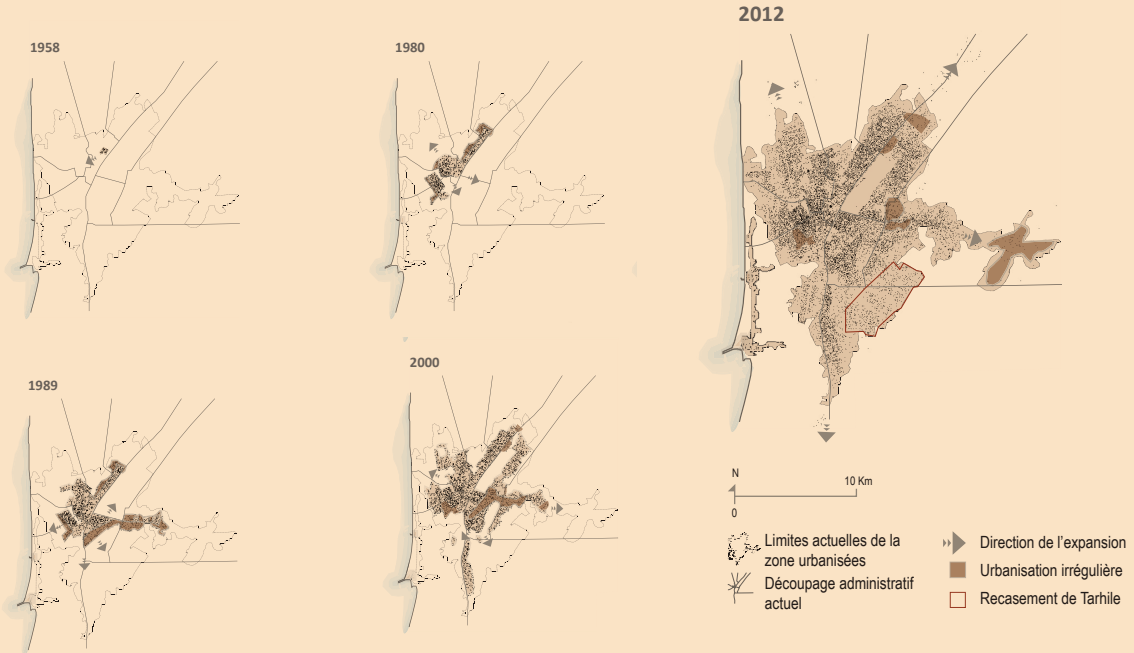 1958
1980
2012
1989
2000
N
0
10 Km
Limites actuelles de la
zone urbanisées
Découpage administratif
actuel
Direction de l'expansion
Urbanisation irrégulière
Recasement de Tarhile